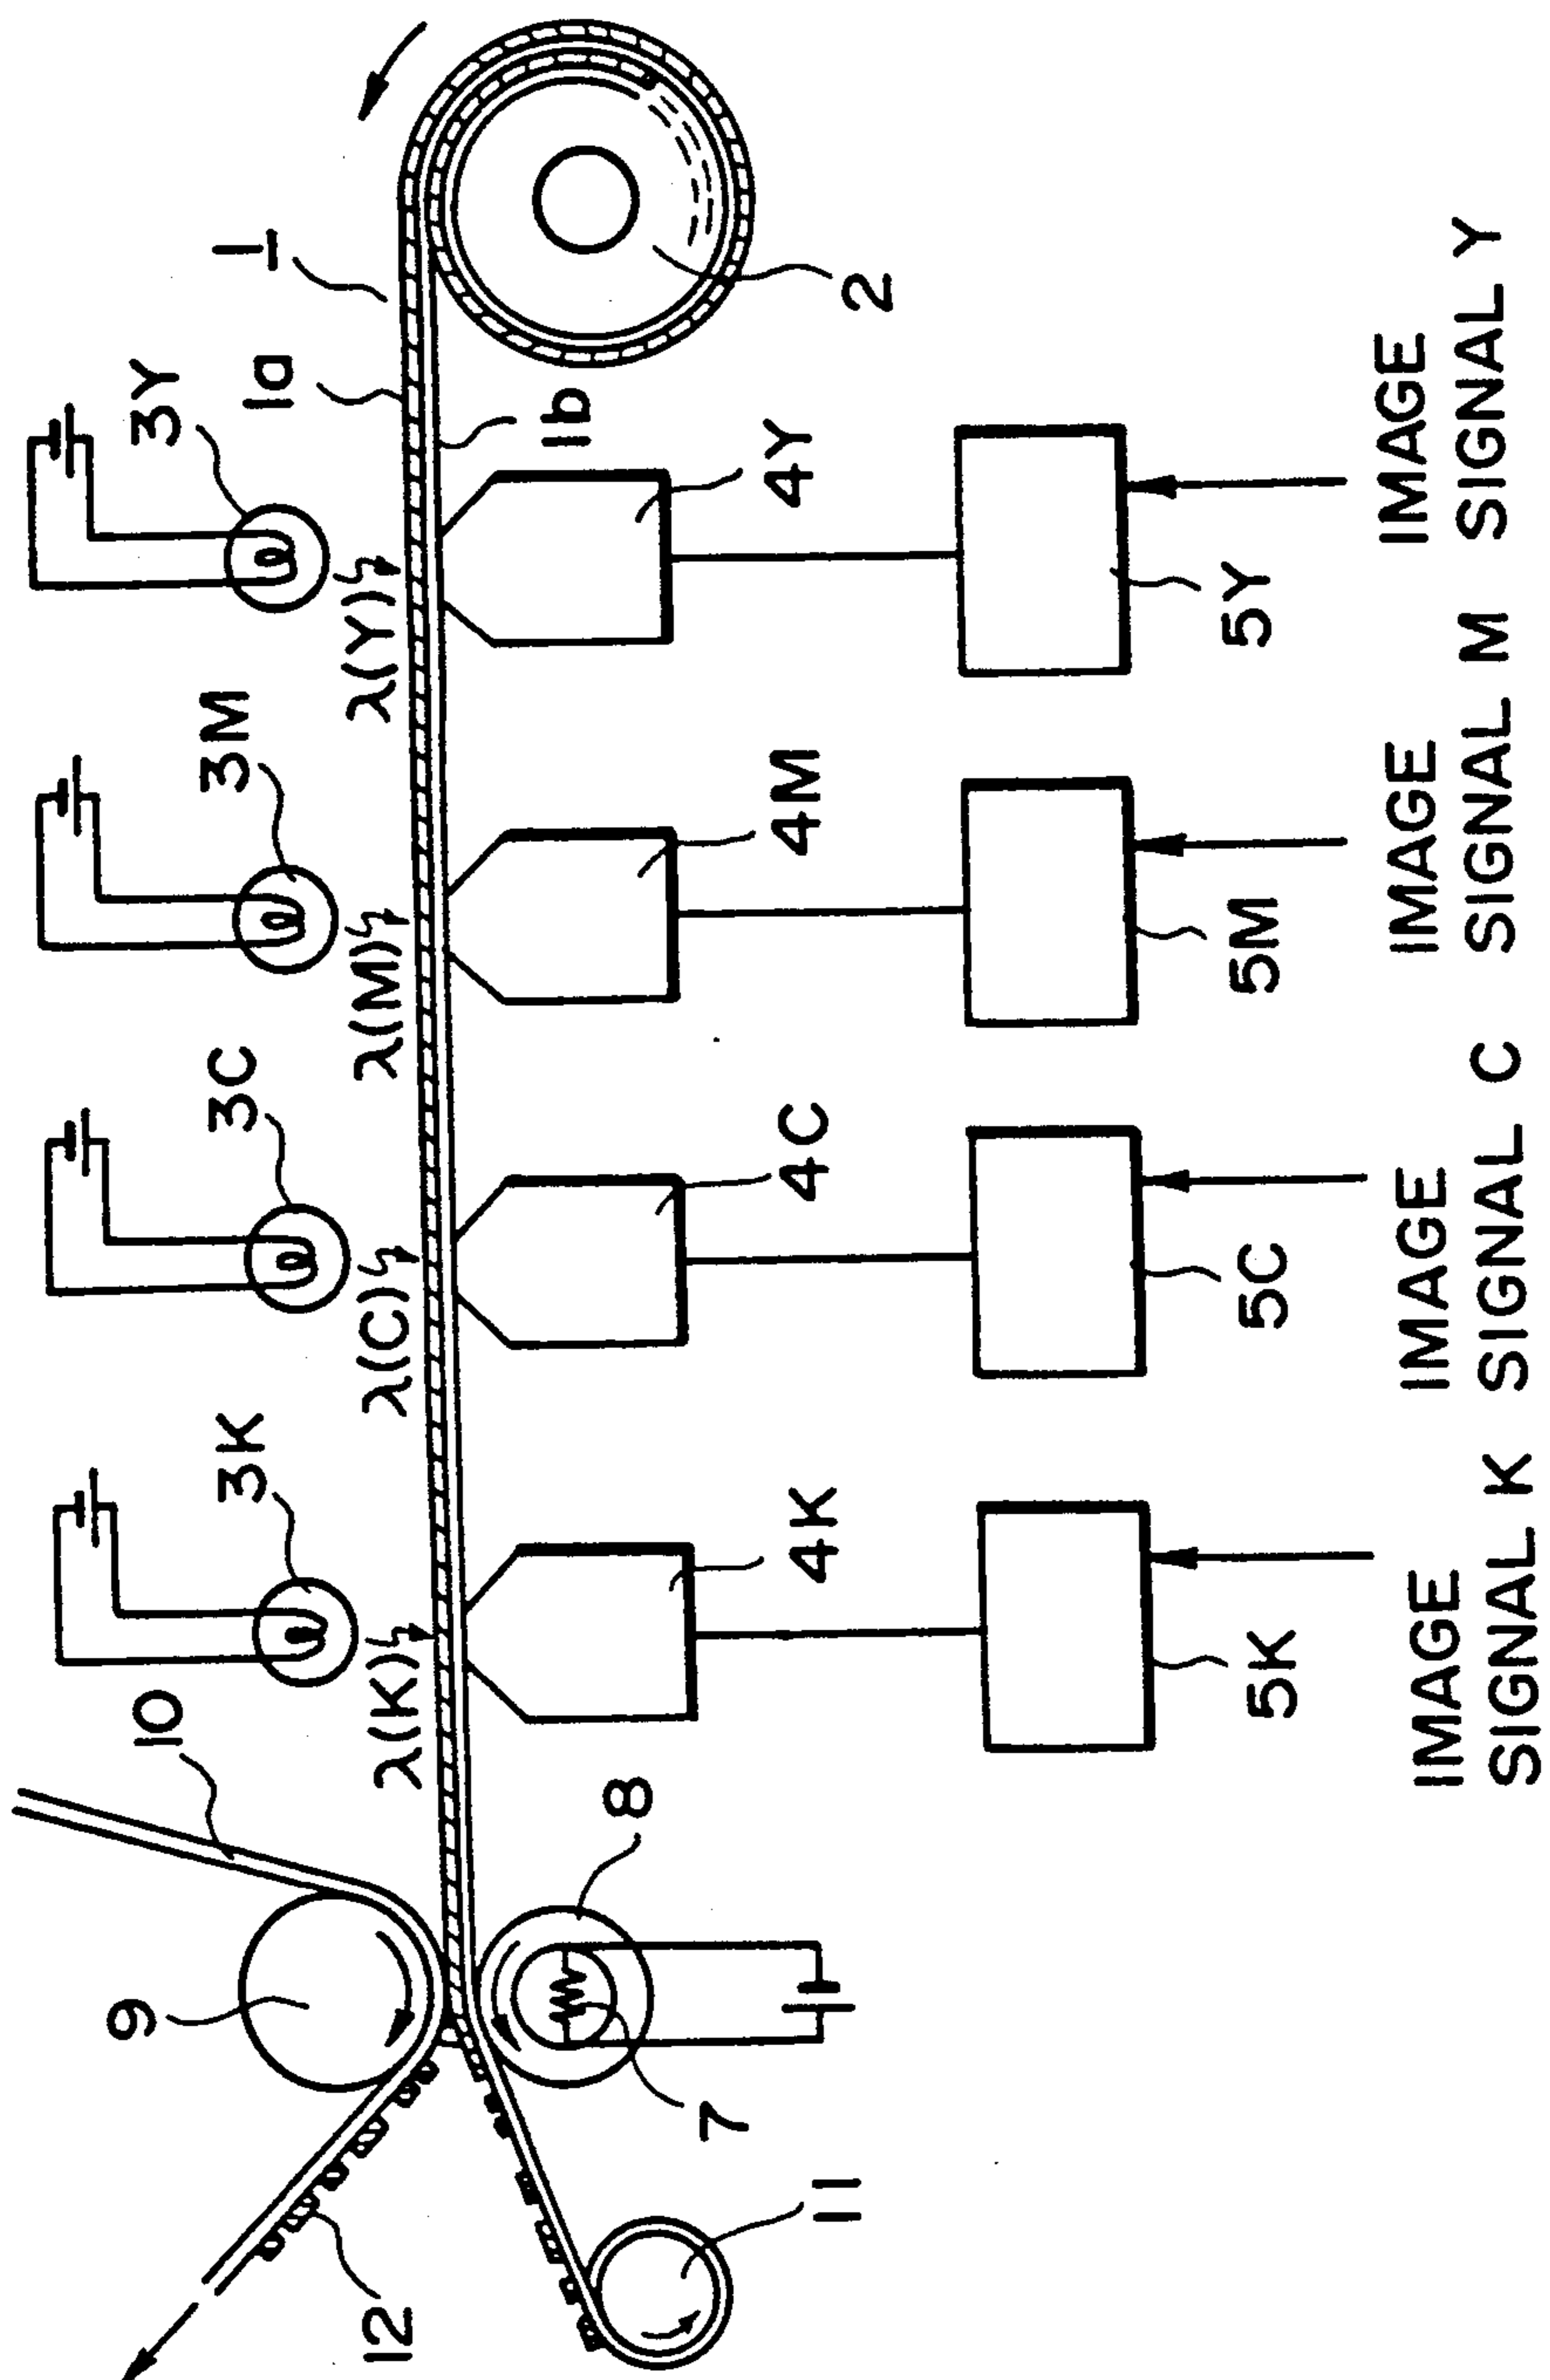 9
10
3K
3C
3M
3Y
1a
1
12
λ(K)
λ(C)
λ(M)
λ(Y)
1b
8
7
11
4K
4C
4M
4Y
2
5K
5C
5M
5Y
IMAGE
SIGNAL K
IMAGE
SIGNAL C
IMAGE
SIGNAL M
IMAGE
SIGNAL Y